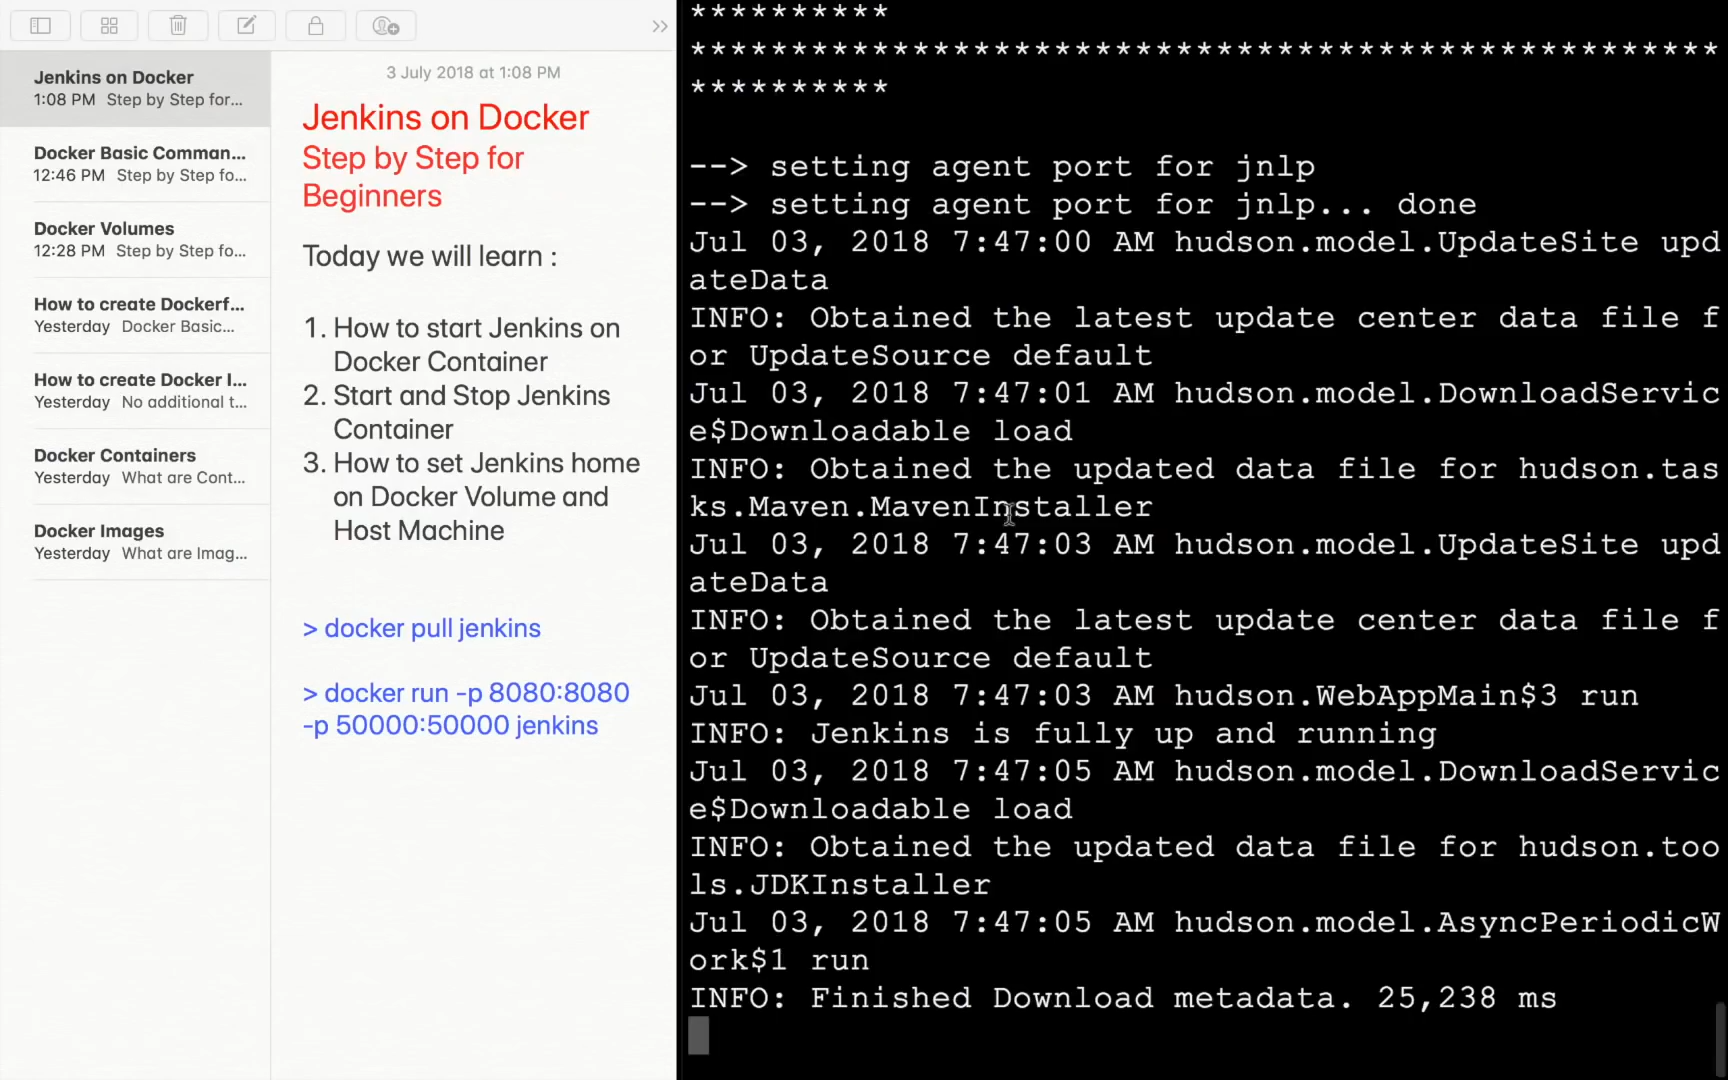 Jenkins on Docker
1:08 PM Step by Step for...
Docker Basic Comman...
12:46 PM Step by Step fo...
Docker Volumes
12:28 PM Step by Step fo...
How to create Dockerf...
Yesterday Docker Basic...
How to create Docker I...
Yesterday No additional t...
Docker Containers
Yesterday What are Cont...
Docker Images
Yesterday What are Imag...
3 July 2018 at 1:08 PM
Jenkins on Docker
Step by Step for
Beginners
Today we will learn :
1. How to start Jenkins on
Docker Container
2. Start and Stop Jenkins
Container
3. How to set Jenkins home
on Docker Volume and
Host Machine
> docker pull jenkins
> docker run -p 8080:8080
-p 50000:50000 jenkins
**********
***************************************************
**********
--> setting agent port for jnlp
--> setting agent port for jnlp... done
Jul 03, 2018 7:47:00 AM hudson.model.UpdateSite upd
ateData
INFO: Obtained the latest update center data file f
or UpdateSource default
Jul 03, 2018 7:47:01 AM hudson.model.DownloadServic
e$Downloadable load
INFO: Obtained the updated data file for hudson.tas
ks.Maven.MavenInstaller
Jul 03, 2018 7:47:03 AM hudson.model.UpdateSite upd
ateData
INFO: Obtained the latest update center data file f
or UpdateSource default
Jul 03, 2018 7:47:03 AM hudson.WebAppMain$3 run
INFO: Jenkins is fully up and running
Jul 03, 2018 7:47:05 AM hudson.model.DownloadServic
e$Downloadable load
INFO: Obtained the updated data file for hudson.too
ls.JDKInstaller
Jul 03, 2018 7:47:05 AM hudson.model.AsyncPeriodicW
ork$1 run
INFO: Finished Download metadata. 25,238 ms